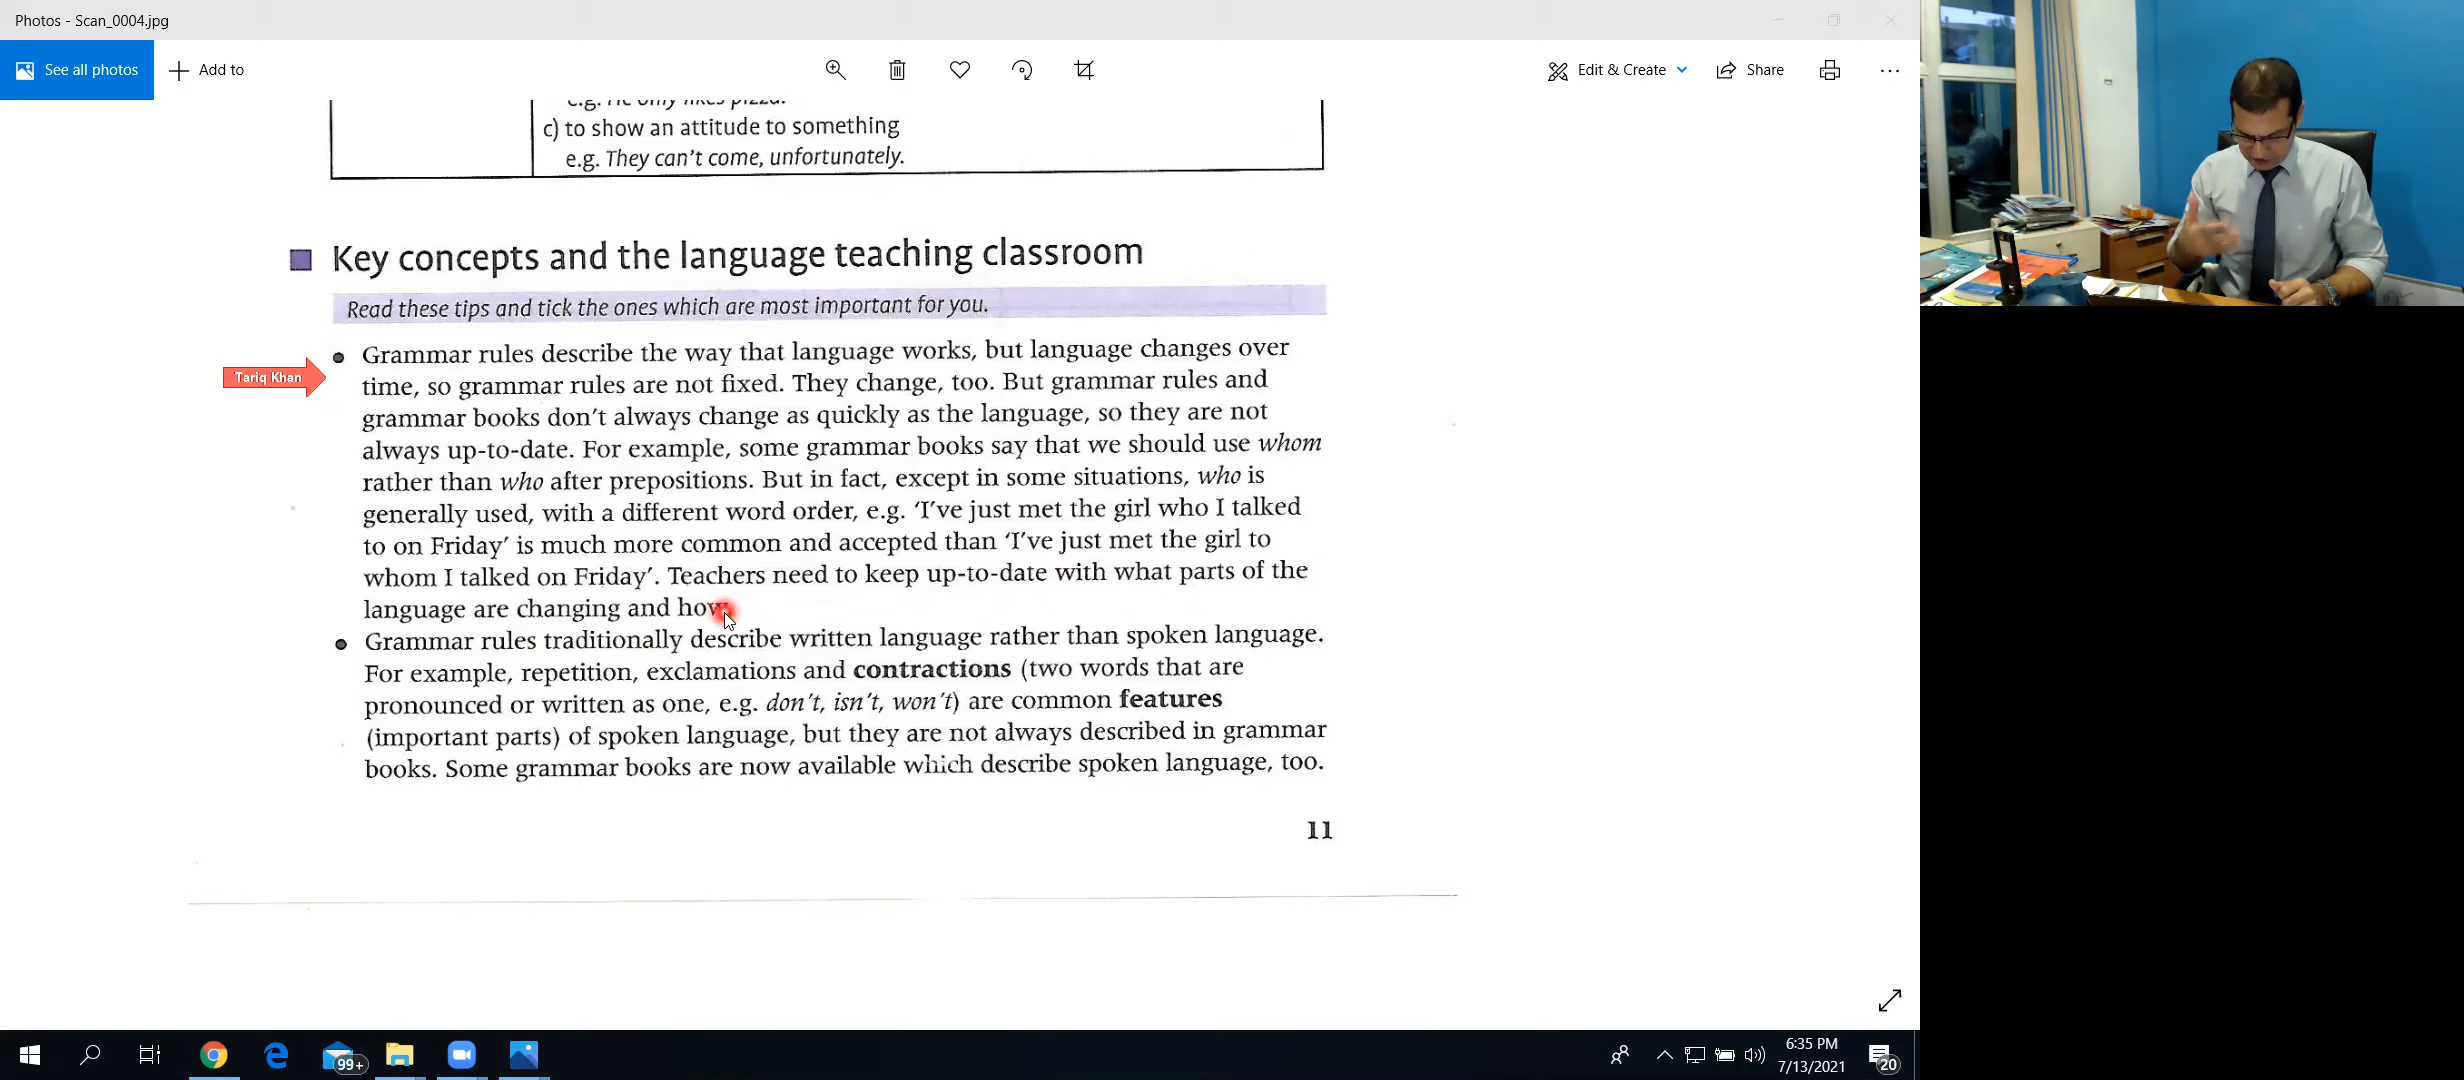 Photos - Scan_0004.jpg
See all photos
Add to
Edit & Create
Share
e.g. He only likes pizza.
c) to show an attitude to something
e.g. They can't come, unfortunately.
Key concepts and the language teaching classroom
Read these tips and tick the ones which are most important for you.
Tariq Khan
• Grammar rules describe the way that language works, but language changes over
time, so grammar rules are not fixed. They change, too. But grammar rules and
grammar books don't always change as quickly as the language, so they are not
always up-to-date. For example, some grammar books say that we should use whom
rather than who after prepositions. But in fact, except in some situations, who is
generally used, with a different word order, e.g. 'I've just met the girl who I talked
to on Friday' is much more common and accepted than 'I've just met the girl to
whom I talked on Friday'. Teachers need to keep up-to-date with what parts of the
language are changing and how.
• Grammar rules traditionally describe written language rather than spoken language.
For example, repetition, exclamations and contractions (two words that are
pronounced or written as one, e.g. don't, isn't, won't) are common features
(important parts) of spoken language, but they are not always described in grammar
books. Some grammar books are now available which describe spoken language, too.
11
99+
6:35 PM
7/13/2021
20